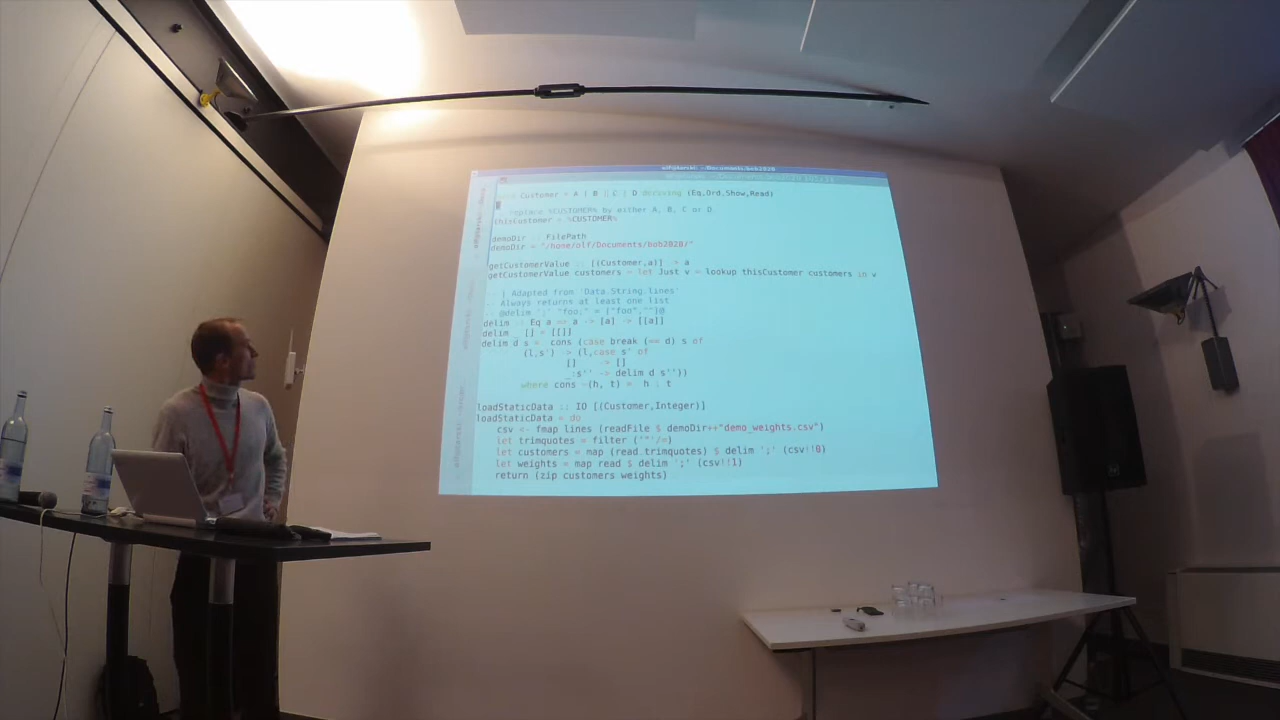 olf@tarski: ~/Documents/bob2020
Customer = A | B | C | D deriving (Eq,Ord,Show,Read)
replace %CUSTOMER% by either A, B, C or D
thisCustomer = %CUSTOMER%
demoDir :: FilePath
demoDir = "/home/olf/Documents/bob2020/"
getCustomerValue :: [(Customer,a)] -> a
getCustomerValue customers = let Just v = lookup thisCustomer customers in v
-- | Adapted from 'Data.String.lines'
-- Always returns at least one list
-- @delim ';' "foo;" = ["foo",""]@
delim :: Eq a => a -> [a] -> [[a]]
delim _ [] = [[]]
delim d s = cons (case break (== d) s of
(l,s') -> (l,case s' of
[] -> []
_:s'' -> delim d s''))
where cons ~(h, t) = h : t
loadStaticData :: IO [(Customer,Integer)]
loadStaticData = do
csv <- fmap lines (readFile $ demoDir++"demo_weights.csv")
let trimquotes = filter ('"'/=)
let customers = map (read.trimquotes) $ delim ';' (csv!!0)
let weights = map read $ delim ';' (csv!!1)
return (zip customers weights)